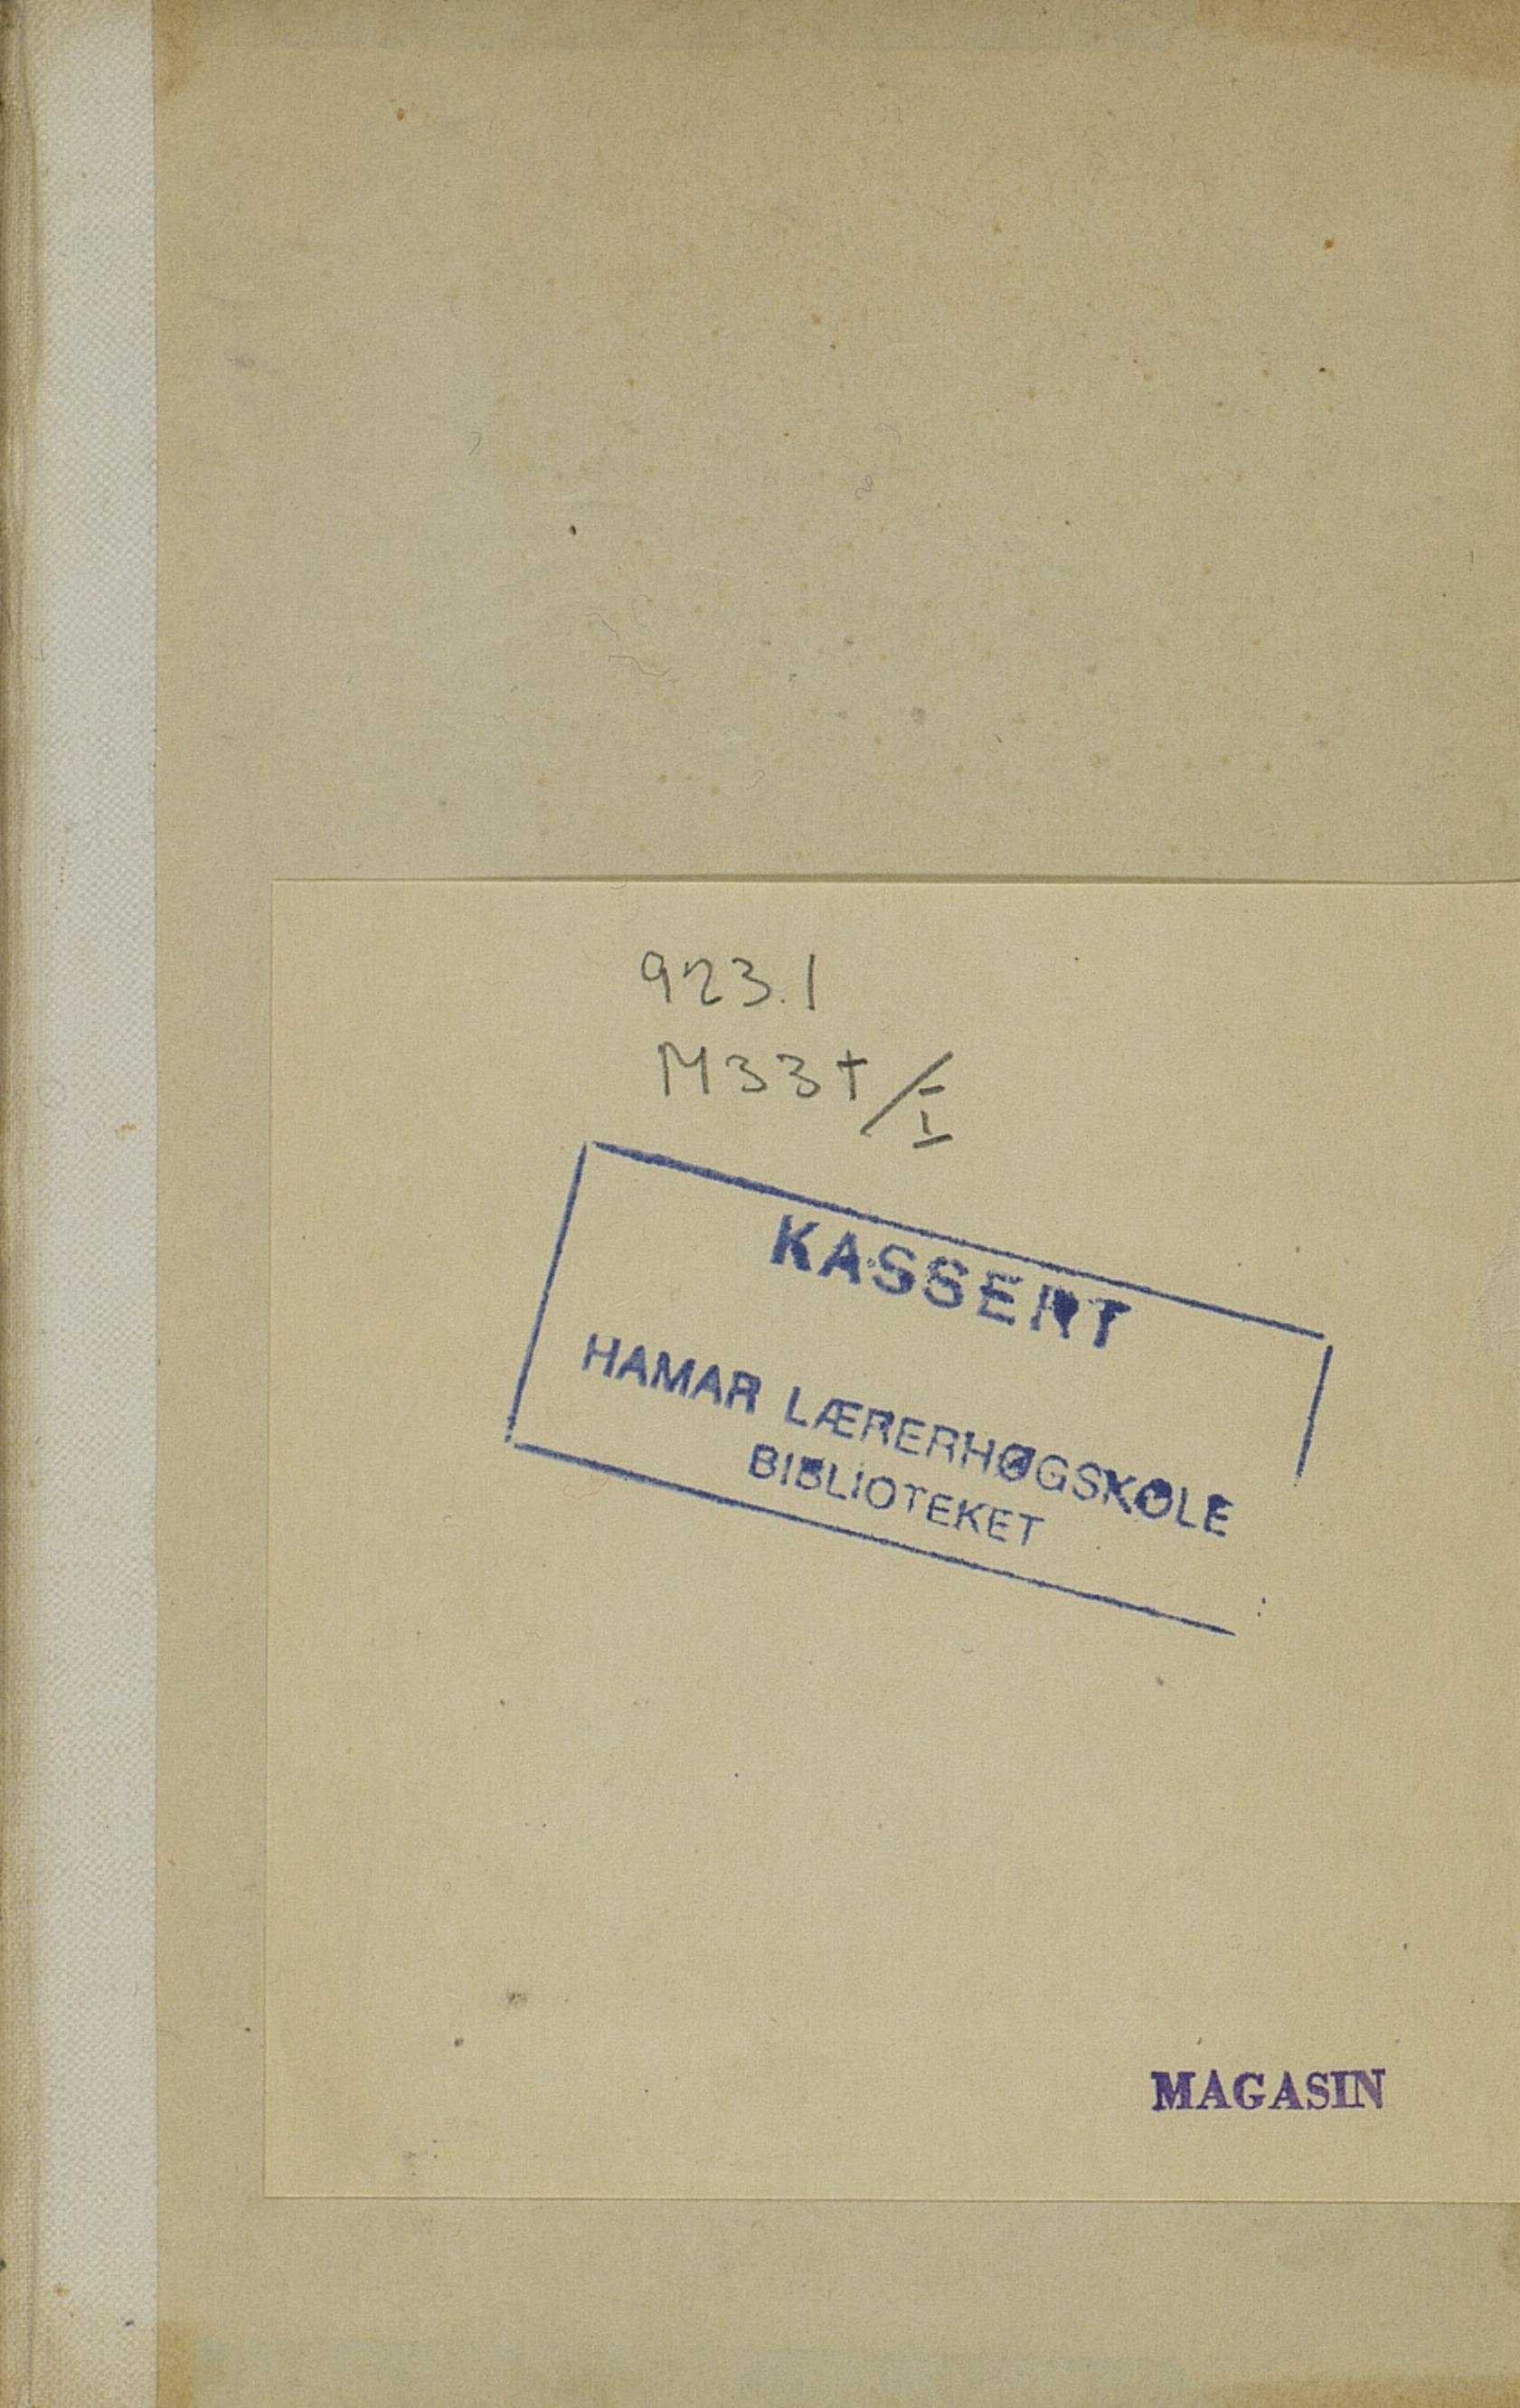 923.1
M33t/I
KASSERT
HAMAR LÆRERHØGSKOLE
BIBLIOTEKET
MAGASIN